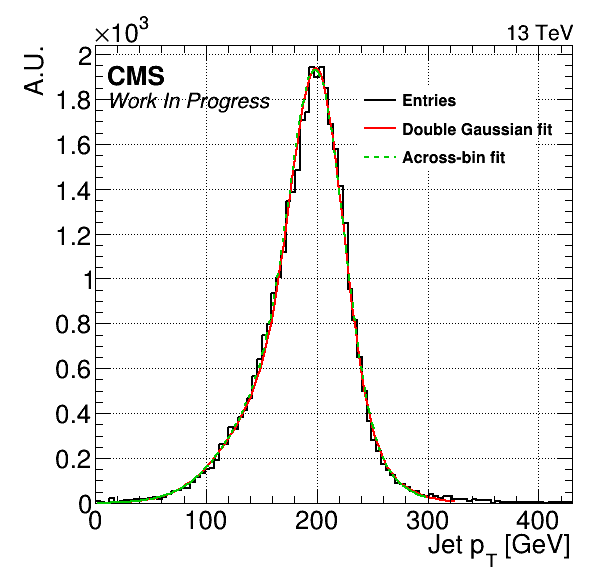 ×10³
13 TeV
A.U.
CMS
Work In Progress
Entries
Double Gaussian fit
Across-bin fit
2
1.8
1.6
1.4
1.2
1
0.8
0.6
0.4
0.2
0
0 100 200 300 400
Jet p_T [GeV]